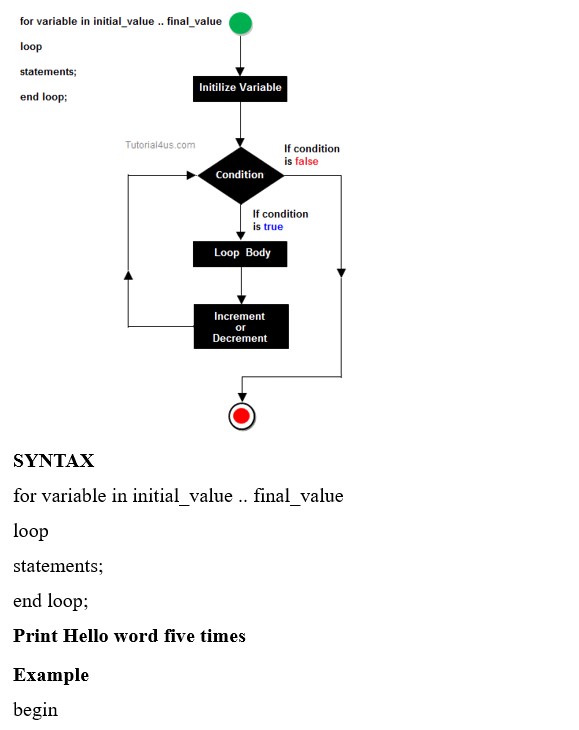 for variable in initial_value .. final_value
loop
statements;
end loop;
Initilize Variable
Tutorial4us.com
If condition
is false
Condition
If condition
is true
Loop Body
Increment
or
Decrement
SYNTAX
for variable in initial_value .. final_value
loop
statements;
end loop;
Print Hello word five times
Example
begin